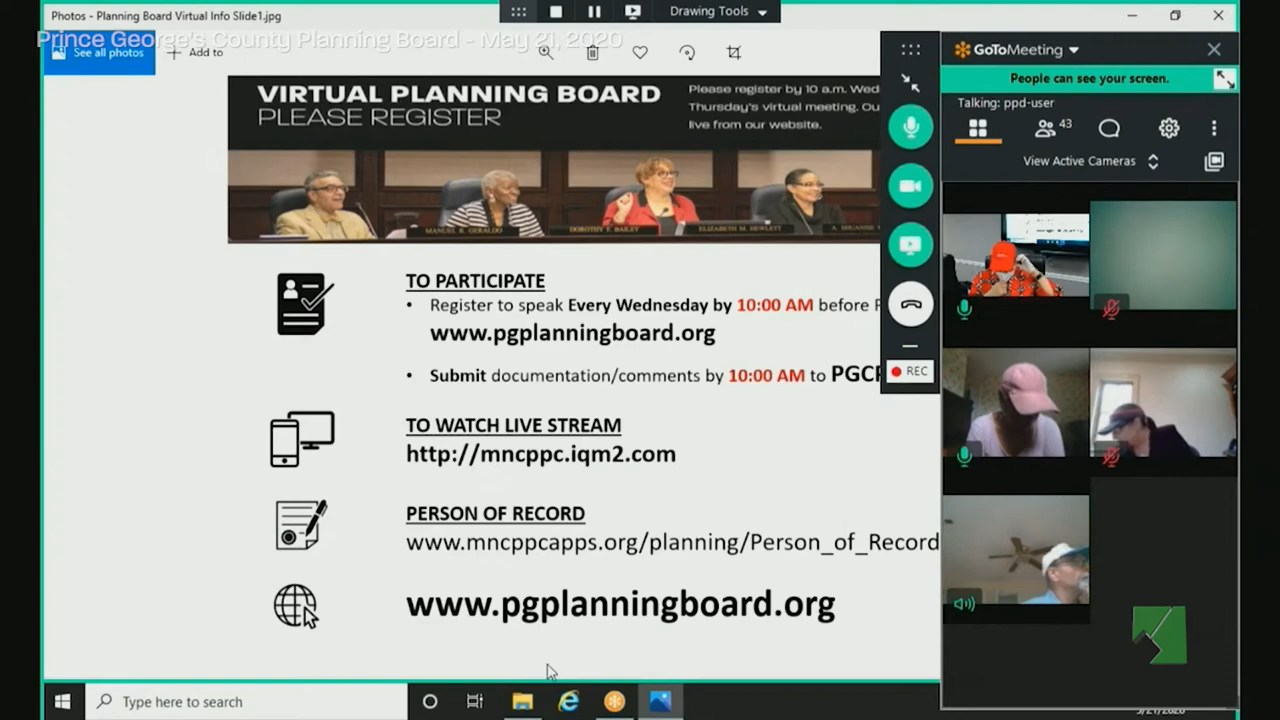 Photos - Planning Board Virtual Info Slide1.jpg
Drawing Tools
Prince George's County Planning Board - May 21, 2020
See all photos
Add to
GoToMeeting
People can see your screen.
Talking: ppd-user
43
View Active Cameras
REC
VIRTUAL PLANNING BOARD
PLEASE REGISTER
Please register by 10 a.m. Wed
Thursday's virtual meeting. Ou
live from our website.
MANUEL R. GERALDO
DOROTHY F. BAILEY
ELIZABETH M. HEWLETT
TO PARTICIPATE
• Register to speak Every Wednesday by 10:00 AM before
www.pgplanningboard.org
• Submit documentation/comments by 10:00 AM to
TO WATCH LIVE STREAM
http://mncppc.iqm2.com
PERSON OF RECORD
www.mncppcapps.org/planning/Person_of_Record
www.pgplanningboard.org
Type here to search